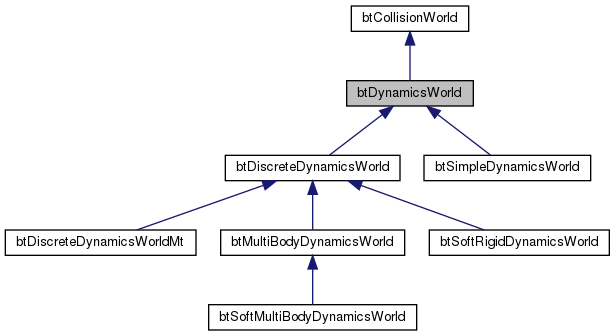 btCollisionWorld
btDynamicsWorld
btDiscreteDynamicsWorld
btSimpleDynamicsWorld
btDiscreteDynamicsWorldMt
btMultiBodyDynamicsWorld
btSoftRigidDynamicsWorld
btSoftMultiBodyDynamicsWorld